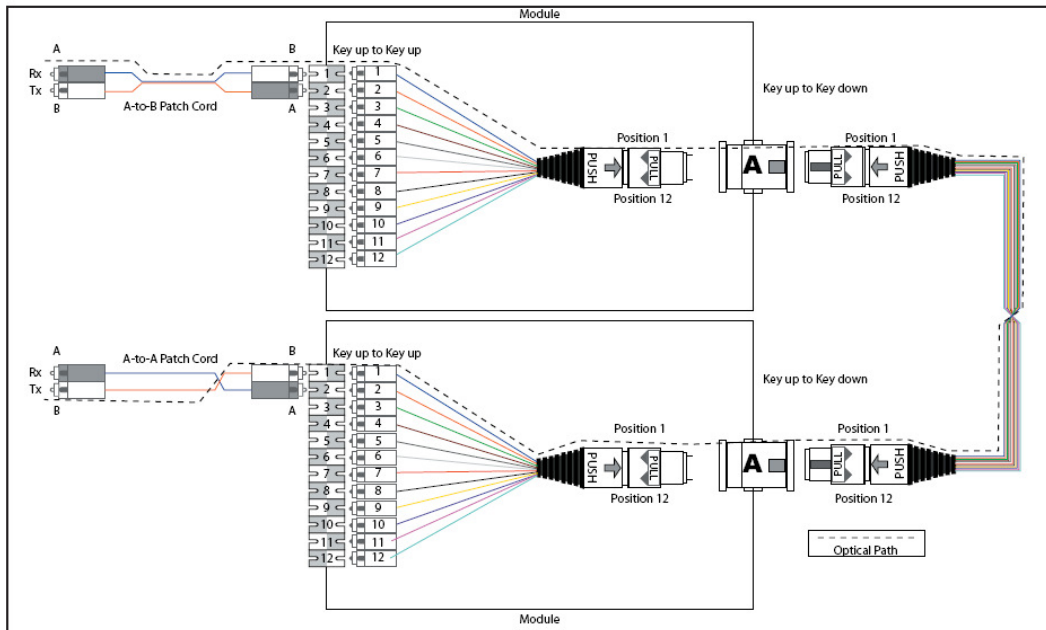 Module
A
B
Key up to Key up
Rx
Tx
A-to-B Patch Cord
B
A
1
2
3
4
5
6
7
8
9
10
11
12
1
2
3
4
5
6
7
8
9
10
11
12
Key up to Key down
Position 1
PUSH
PULL
Position 12
A
Position 1
PULL
PUSH
Position 12
A
B
Key up to Key up
Rx
Tx
A-to-A Patch Cord
B
A
1
2
3
4
5
6
7
8
9
10
11
12
1
2
3
4
5
6
7
8
9
10
11
12
Key up to Key down
Position 1
PUSH
PULL
Position 12
A
Position 1
PULL
PUSH
Position 12
Optical Path
Module